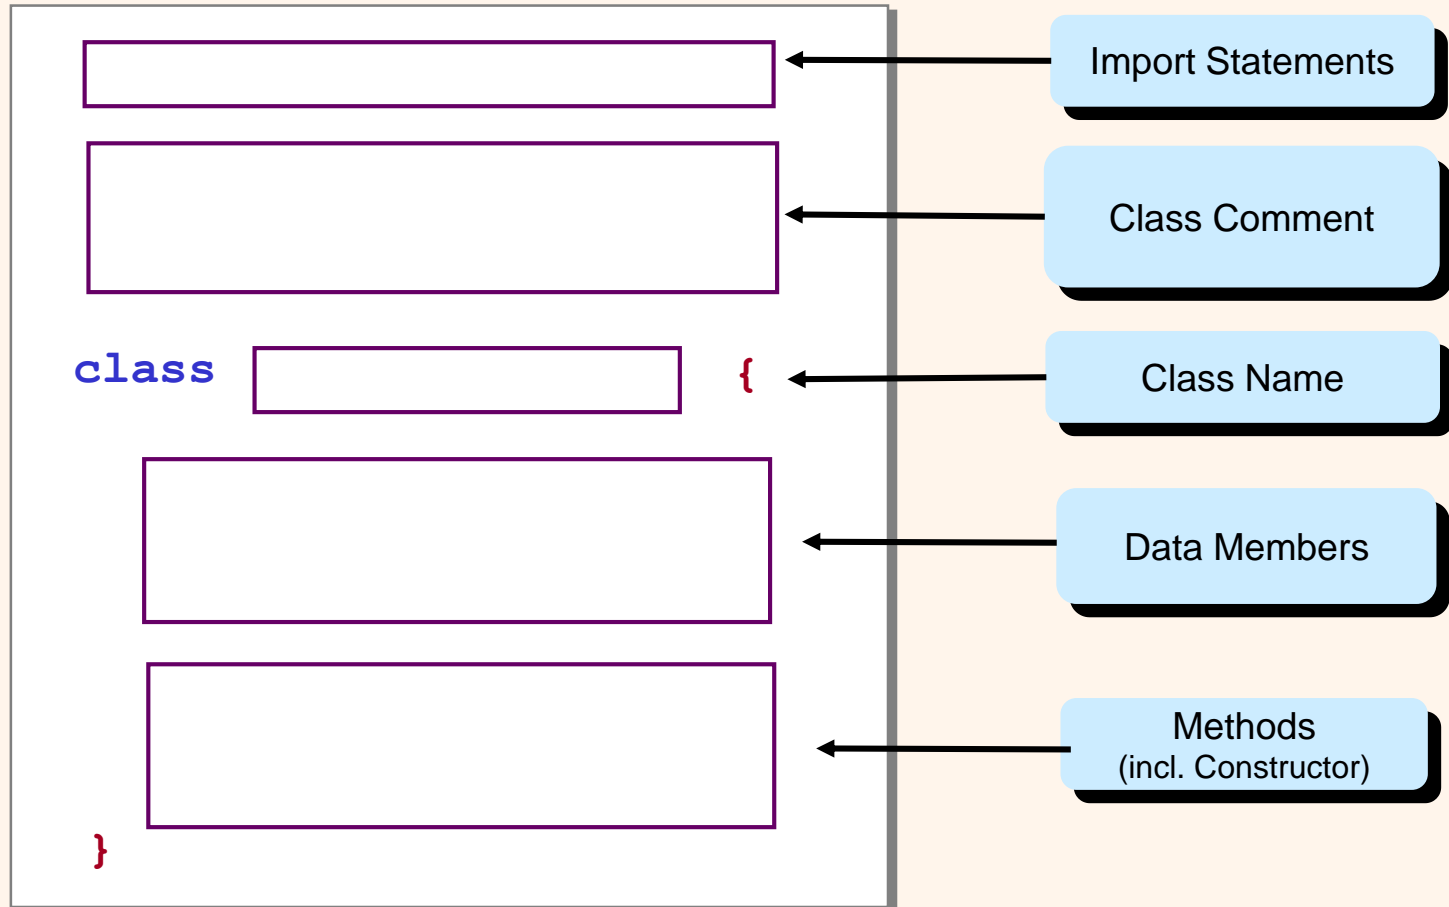 Import Statements
Class Comment
class {
Class Name
Data Members
Methods
(incl. Constructor)
}